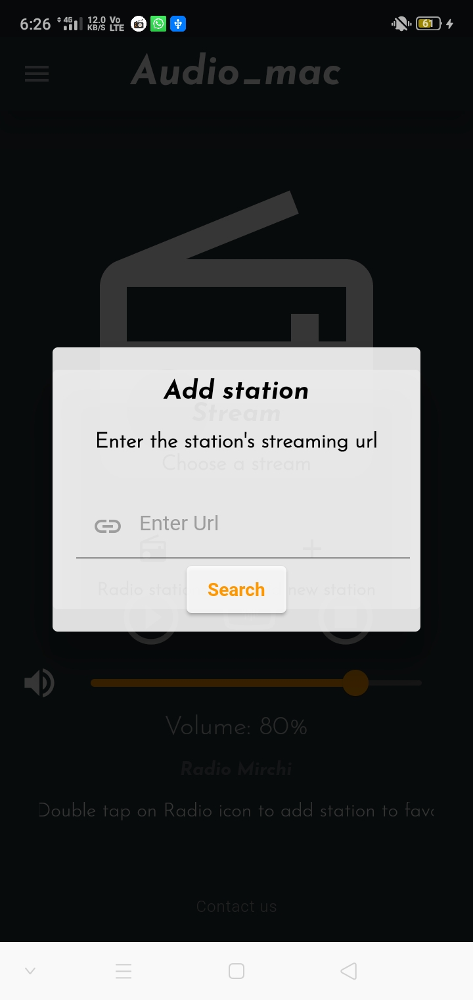 6:26 4G 12.0 KB/S Vo LTE 61
Audio_mac
Add station
Stream
Enter the station's streaming url
Choose a stream
Enter Url
Radio static
Search
new station
Volume: 80%
Radio Mirchi
Double tap on Radio icon to add station to favo
Contact us